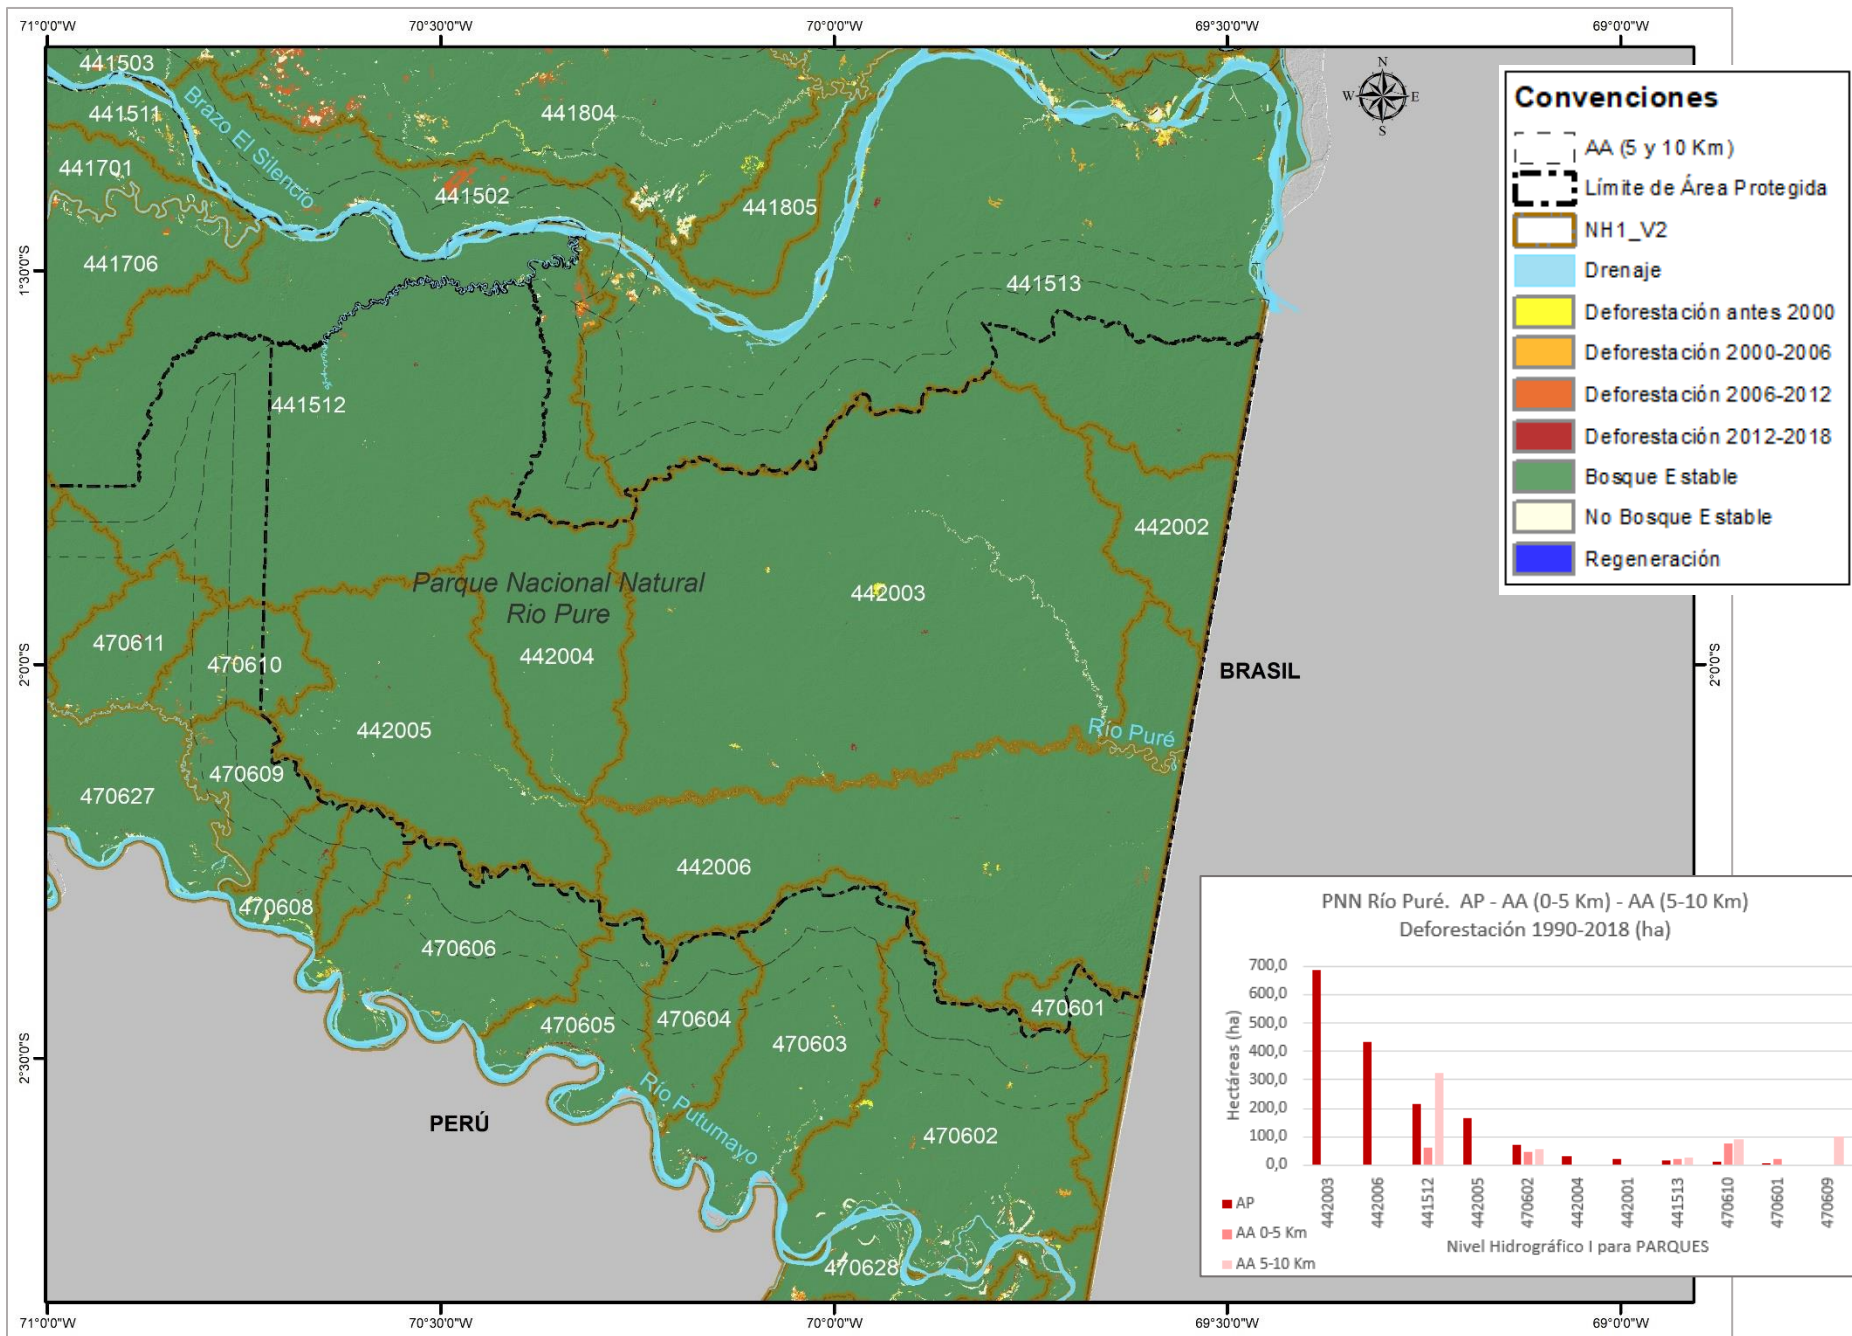 71°0'0"W
70°30'0"W
70°0'0"W
69°30'0"W
69°0'0"W
N
W
E
S
1°30'0"S
2°0'0"S
2°30'0"S
2°0'0"S
441503
441511
441701
441706
Brazo El Silencio
441804
441502
441805
441513
441512
442002
Parque Nacional Natural
Rio Pure
442003
442004
470611
470610
442005
BRASIL
Río Puré
470609
470627
442006
470608
470606
470601
470604
470605
470603
Río Putumayo
PERÚ
470602
470628
Convenciones
AA (5 y 10 Km)
Límite de Área Protegida
NH1_V2
Drenaje
Deforestación antes 2000
Deforestación 2000-2006
Deforestación 2006-2012
Deforestación 2012-2018
Bosque Estable
No Bosque Estable
Regeneración
PNN Río Puré. AP - AA (0-5 Km) - AA (5-10 Km)
Deforestación 1990-2018 (ha)
Hectáreas (ha)
700,0
600,0
500,0
400,0
300,0
200,0
100,0
0,0
442003
442006
441512
442005
470602
442004
442001
441513
470610
470601
470609
AP
AA 0-5 Km
AA 5-10 Km
Nivel Hidrográfico I para PARQUES
71°0'0"W
70°30'0"W
70°0'0"W
69°30'0"W
69°0'0"W